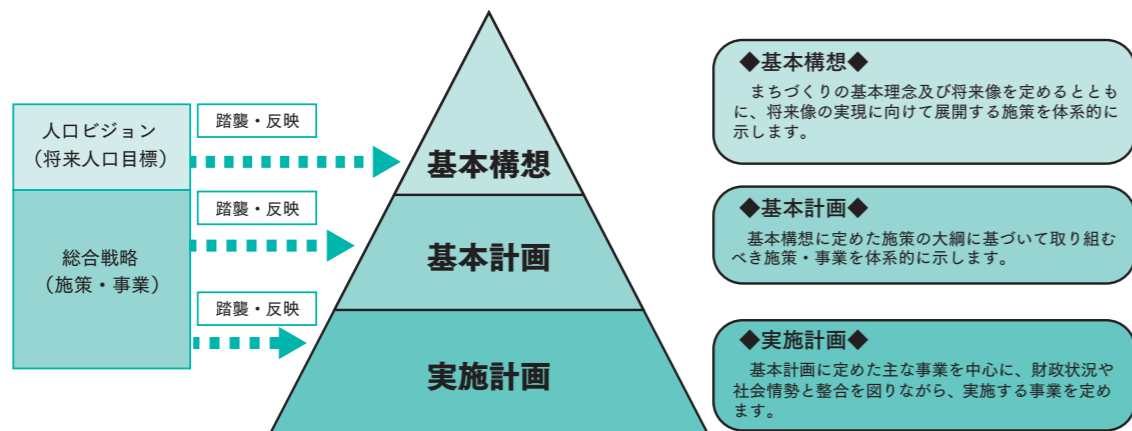 人口ビジョン
（将来人口目標）
総合戦略
（施策・事業）
踏襲・反映
踏襲・反映
踏襲・反映
基本構想
基本計画
実施計画
◆基本構想◆
まちづくりの基本理念及び将来像を定めるととも
に、将来像の実現に向けて展開する施策を体系的に
示します。
◆基本計画◆
基本構想に定めた施策の大綱に基づいて取り組む
べき施策・事業を体系的に示します。
◆実施計画◆
基本計画に定めた主な事業を中心に、財政状況や
社会情勢と整合を図りながら、実施する事業を定め
ます。